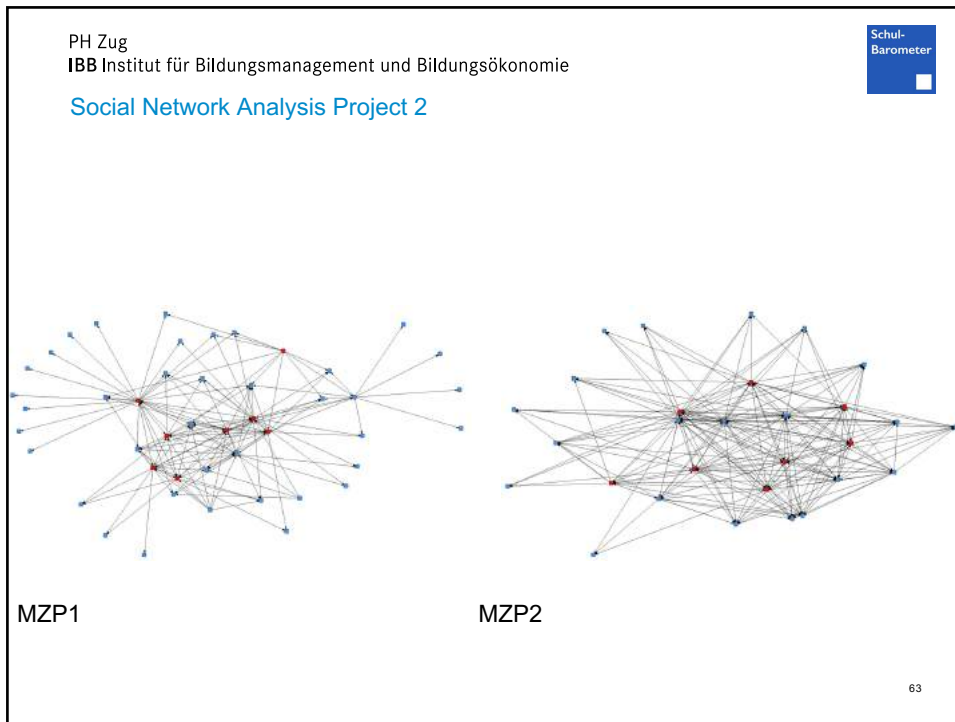 PH Zug
IBB Institut für Bildungsmanagement und Bildungsökonomie
Schul-
Barometer
Social Network Analysis Project 2
MZP1
MZP2
63